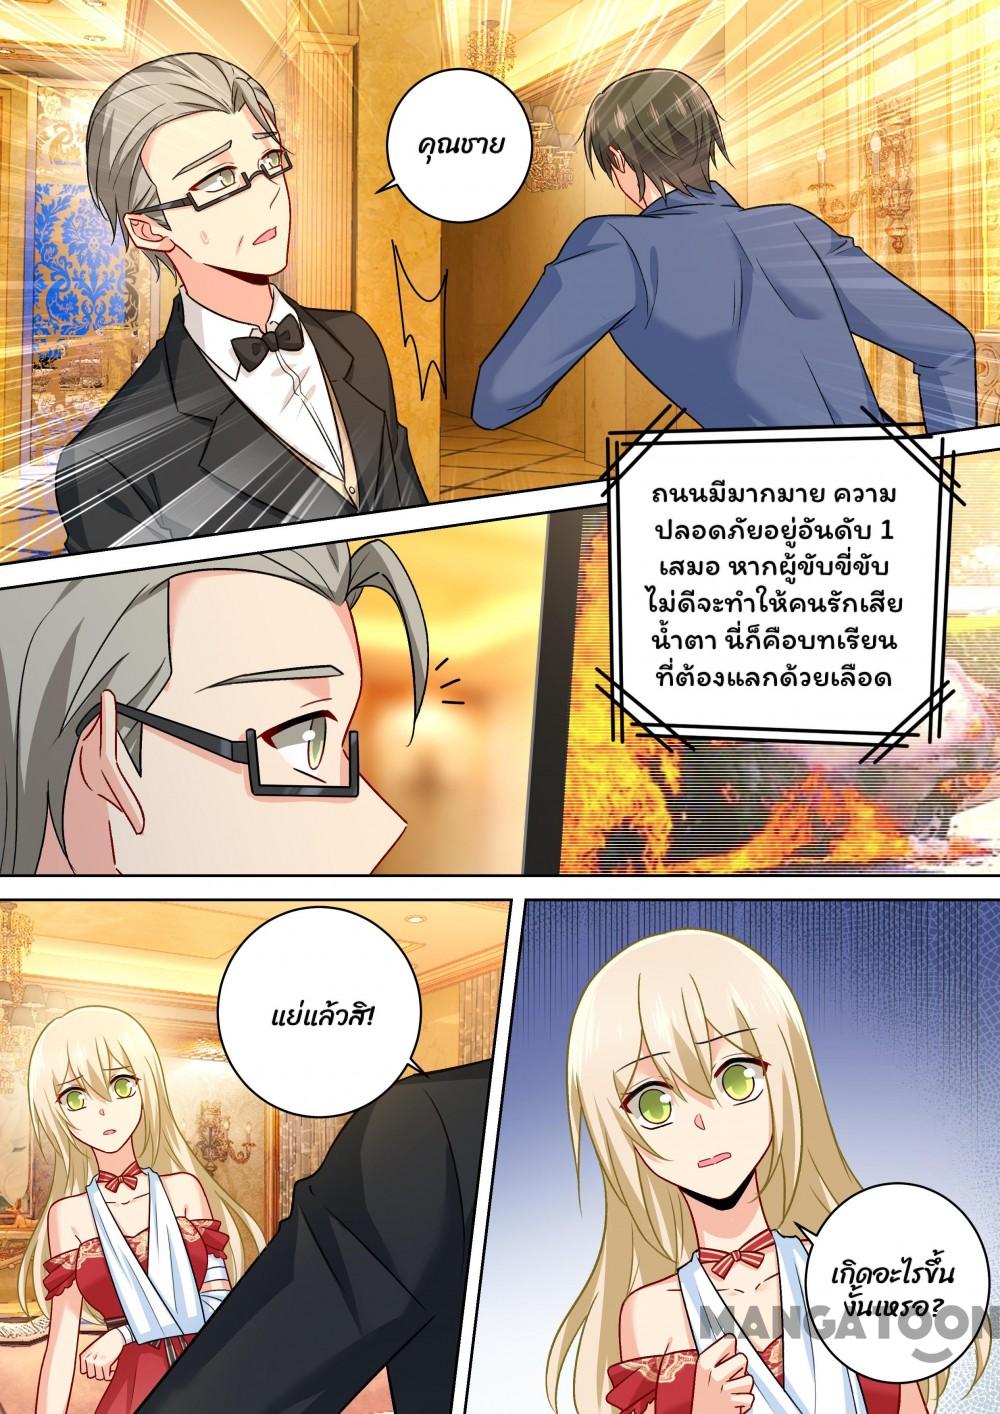 คุณชาย
ถนนมีมากมาย ความ
ปลอดภัยอยู่อันดับ 1
เสมอ หากผู้ขับขี่ขับ
ไม่ดีจะทำให้คนรักเสีย
น้ำตา นี่ก็คือบทเรียน
ที่ต้องแลกด้วยเลือด
แย่แล้วสิ!
เกิดอะไรขึ้น
งั้นเหรอ?
MANGATOON